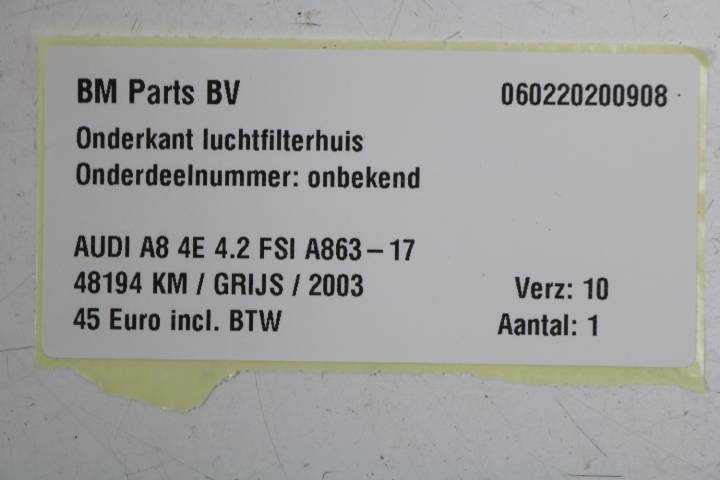 BM Parts BV 060220200908
Onderkant luchtfilterhuis
Onderdeelnummer: onbekend
AUDI A8 4E 4.2 FSI A863-17
48194 KM / GRIJS / 2003 Verz: 10
45 Euro incl. BTW Aantal: 1